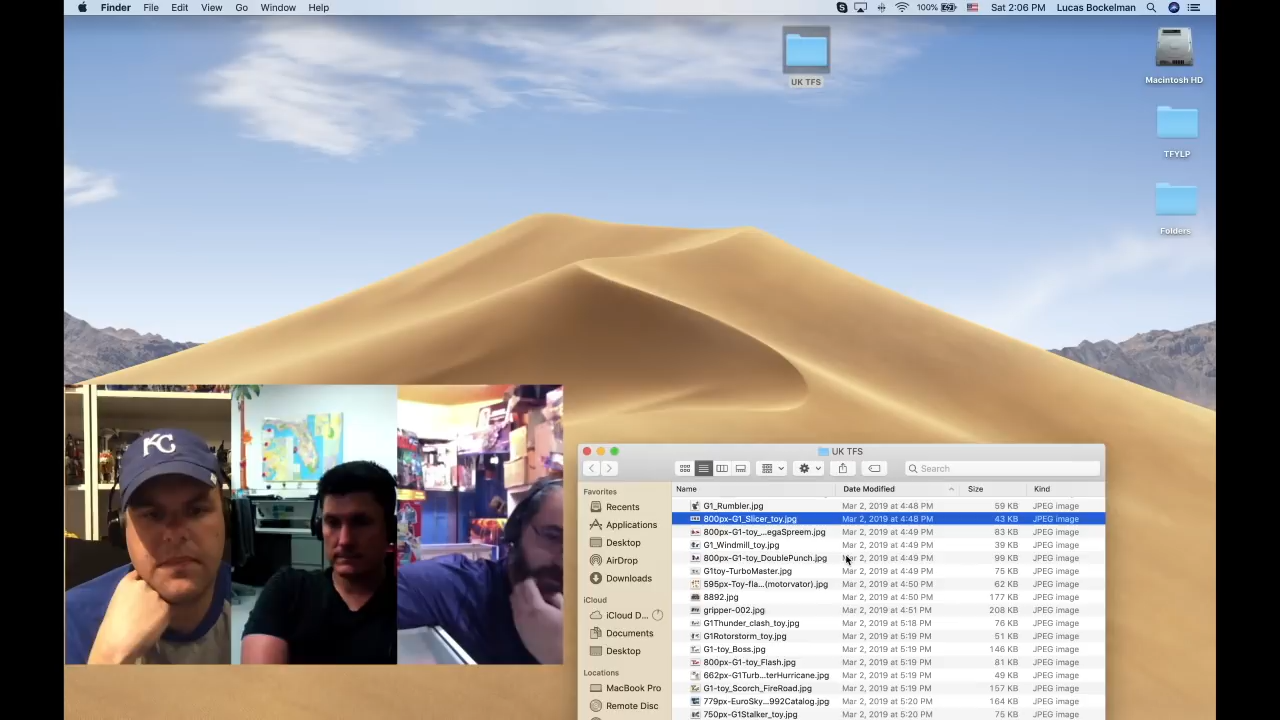 Finder File Edit View Go Window Help 100% Sat 2:06 PM Lucas Bockelman
UK TFS
Macintosh HD
TFYLP
Folders
KC
UK TFS
Search
Favorites
Recents
Applications
Desktop
AirDrop
Downloads
iCloud
iCloud D...
Documents
Desktop
Locations
MacBook Pro
Remote Disc
Name Date Modified Size Kind
G1_Rumbler.jpg Mar 2, 2019 at 4:48 PM 59 KB JPEG image
800px-G1_Slicer_toy.jpg Mar 2, 2019 at 4:48 PM 43 KB JPEG image
800px-G1-toy_...egaSpreem.jpg Mar 2, 2019 at 4:49 PM 83 KB JPEG image
G1_Windmill_toy.jpg Mar 2, 2019 at 4:49 PM 39 KB JPEG image
800px-G1-toy_DoublePunch.jpg Mar 2, 2019 at 4:49 PM 99 KB JPEG image
G1toy-TurboMaster.jpg Mar 2, 2019 at 4:49 PM 75 KB JPEG image
595px-Toy-fla...(motorvator).jpg Mar 2, 2019 at 4:50 PM 62 KB JPEG image
8892.jpg Mar 2, 2019 at 4:50 PM 177 KB JPEG image
gripper-002.jpg Mar 2, 2019 at 4:51 PM 208 KB JPEG image
G1Thunder_clash_toy.jpg Mar 2, 2019 at 5:18 PM 76 KB JPEG image
G1Rotorstorm_toy.jpg Mar 2, 2019 at 5:19 PM 51 KB JPEG image
G1-toy_Boss.jpg Mar 2, 2019 at 5:19 PM 146 KB JPEG image
800px-G1-toy_Flash.jpg Mar 2, 2019 at 5:19 PM 81 KB JPEG image
662px-G1Turb...terHurricane.jpg Mar 2, 2019 at 5:19 PM 49 KB JPEG image
G1-toy_Scorch_FireRoad.jpg Mar 2, 2019 at 5:19 PM 157 KB JPEG image
779px-EuroSky...992Catalog.jpg Mar 2, 2019 at 5:20 PM 164 KB JPEG image
750px-G1Stalker_toy.jpg Mar 2, 2019 at 5:20 PM 75 KB JPEG image